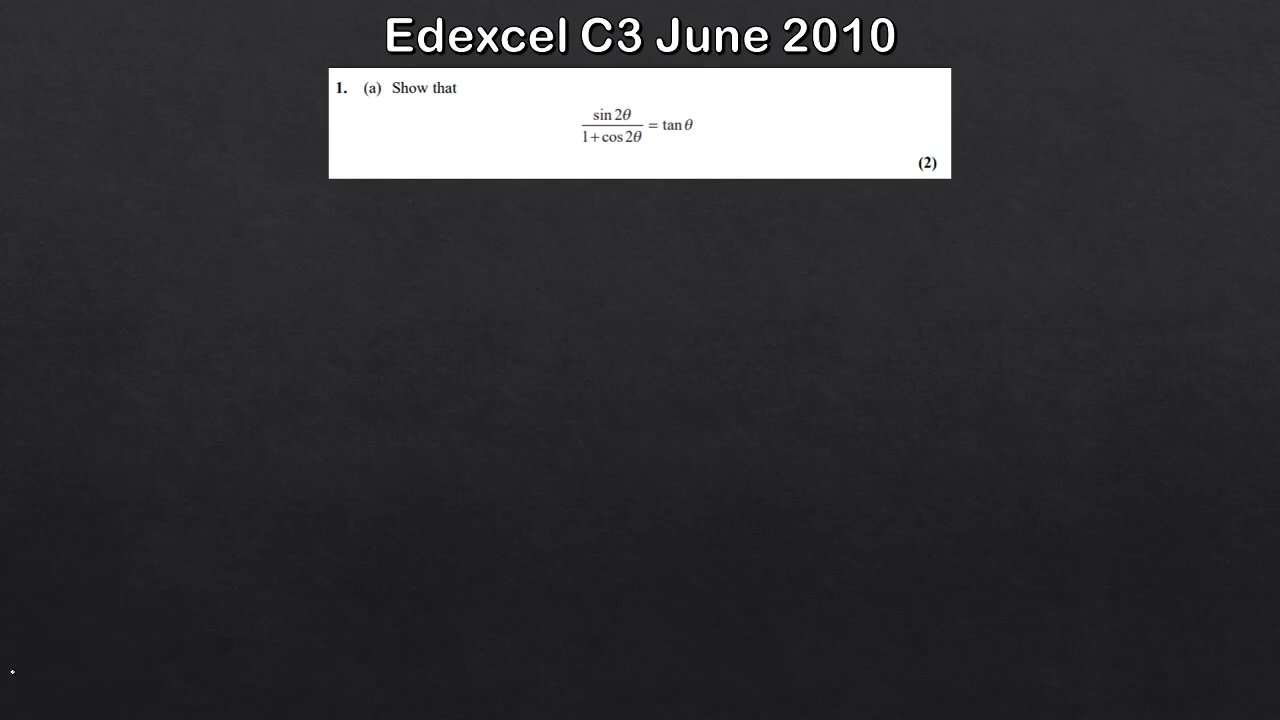 Edexcel C3 June 2010
1. (a) Show that
sin 2θ
1+cos 2θ = tan θ
(2)